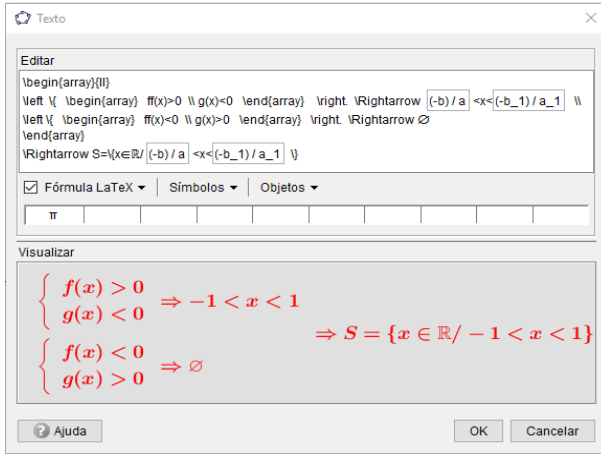 Texto
Editar
\begin{array}{ll}
\left \{ \begin{array} ff(x)>0 \\ g(x)<0 \end{array} \right. \Rightarrow (-b) / a <x< (-b_1) / a_1 \\
\left \{ \begin{array} ff(x)<0 \\ g(x)>0 \end{array} \right. \Rightarrow ∅
\end{array}
\Rightarrow S=\{x∈ℝ/ (-b) / a <x< (-b_1) / a_1 \}
Fórmula LaTeX Símbolos Objetos
π
Visualizar
f(x) > 0
g(x) < 0
⇒ −1 < x < 1
f(x) < 0
g(x) > 0
⇒ ∅
⇒ S = {x ∈ ℝ/ − 1 < x < 1}
Ajuda OK Cancelar